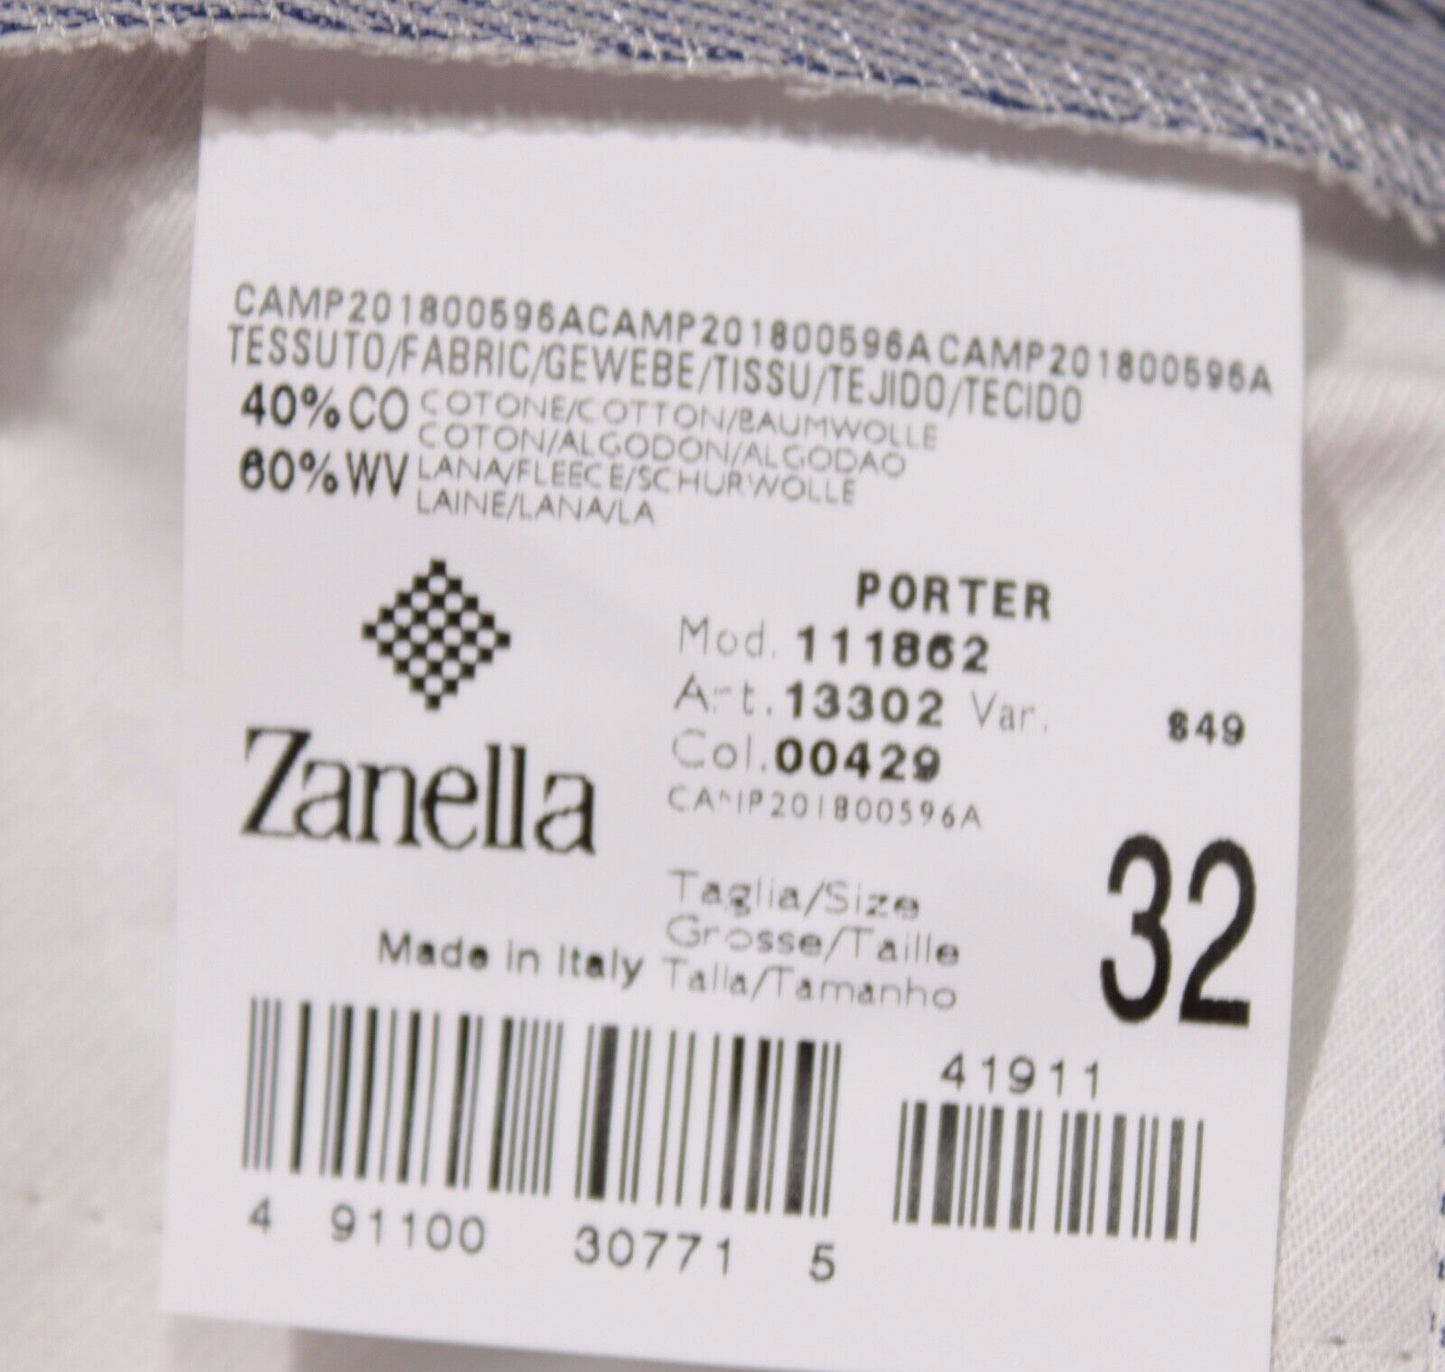 CAMP201800596ACAMP201800596ACAMP201800596A
TESSUTO/FABRIC/GEWEBE/TISSU/TEJIDO/TECIDO
40%CO COTONE/COTTON/BAUMWOLLE
COTON/ALGODON/ALGODAO
60%WV LANA/FLEECE/SCHURWOLLE
LAINE/LANA/LA
PORTER
Mod. 111862
Art. 13302 Var. 849
Col. 00429
CAMP201800596A
Zanella
Taglia/Size
Grosse/Taille
Talla/Tamanho
32
Made in Italy
41911
4 91100 30771 5